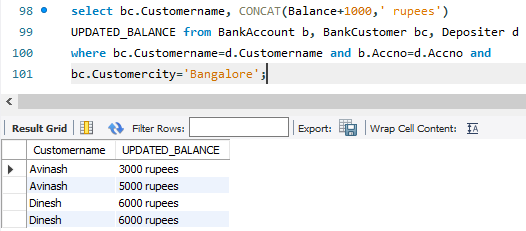 98 select bc.Customername, CONCAT(Balance+1000,' rupees')
99 UPDATED_BALANCE from BankAccount b, BankCustomer bc, Depositer d
100 where bc.Customername=d.Customername and b.Accno=d.Accno and
101 bc.Customercity='Bangalore';
Result Grid Filter Rows: Export: Wrap Cell Content: IA
Customername UPDATED_BALANCE
Avinash 3000 rupees
Avinash 5000 rupees
Dinesh 6000 rupees
Dinesh 6000 rupees